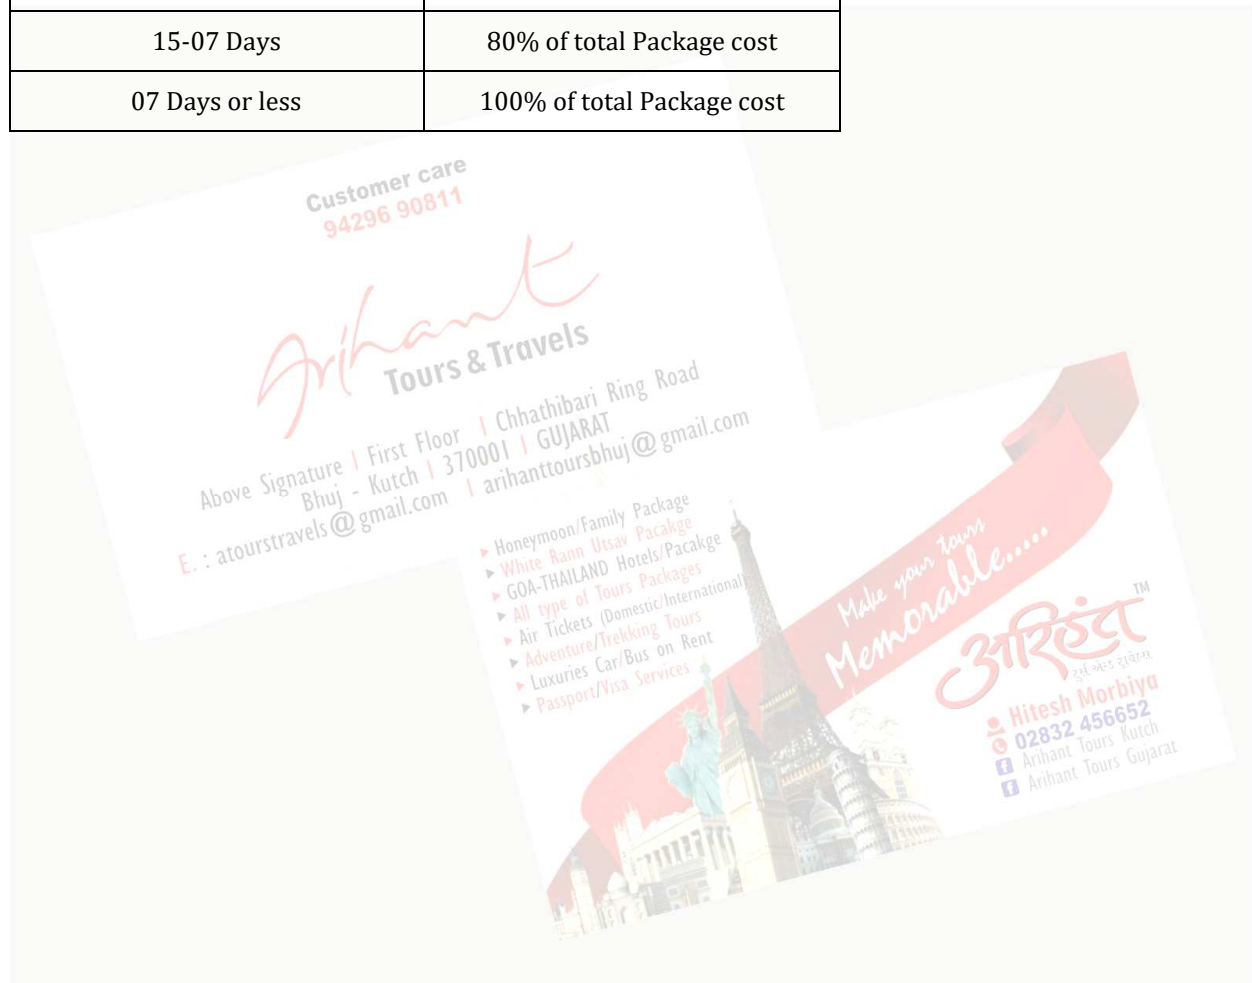 15-07 Days 80% of total Package cost
07 Days or less 100% of total Package cost
Customer care
94296 90811
Arihant
Tours & Travels
Above Signature | First Floor | Chhathibari Ring Road
Bhuj - Kutch | 370001 | GUJARAT
E. : atourstravels@gmail.com | arihanttoursbhuj@gmail.com
Honeymoon/Family Package
White Rann Utsav Pacakge
GOA-THAILAND Hotels/Pacakge
All type of Tours Packages
Air Tickets (Domestic/International)
Adventure/Trekking Tours
Luxuries Car/Bus on Rent
Passport/Visa Services
Make your tours
Memorable.....
अरिहंत TM
ટુર્સ એન્ડ ટ્રાવેલ્સ
Hitesh Morbiya
02832 456652
Arihant Tours Kutch
Arihant Tours Gujarat